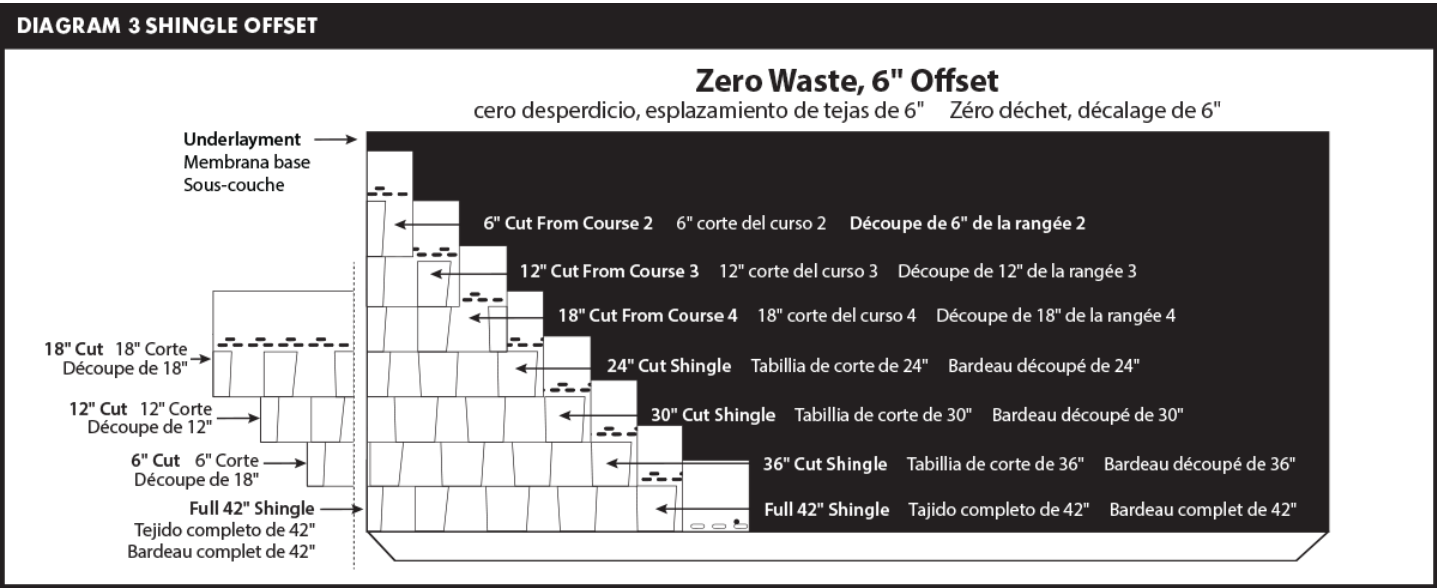 DIAGRAM 3 SHINGLE OFFSET
Zero Waste, 6" Offset
cero desperdicio, esplazamiento de tejas de 6" Zéro déchet, décalage de 6"
Underlayment
Membrana base
Sous-couche
6" Cut From Course 2 6" corte del curso 2 Découpe de 6" de la rangée 2
12" Cut From Course 3 12" corte del curso 3 Découpe de 12" de la rangée 3
18" Cut From Course 4 18" corte del curso 4 Découpe de 18" de la rangée 4
18" Cut 18" Corte
Découpe de 18"
24" Cut Shingle Tabillia de corte de 24" Bardeau découpé de 24"
12" Cut 12" Corte
Découpe de 12"
30" Cut Shingle Tabillia de corte de 30" Bardeau découpé de 30"
6" Cut 6" Corte
Découpe de 18"
36" Cut Shingle Tabillia de corte de 36" Bardeau découpé de 36"
Full 42" Shingle
Tejido completo de 42"
Bardeau complet de 42"
Full 42" Shingle Tajido completo de 42" Bardeau complet de 42"